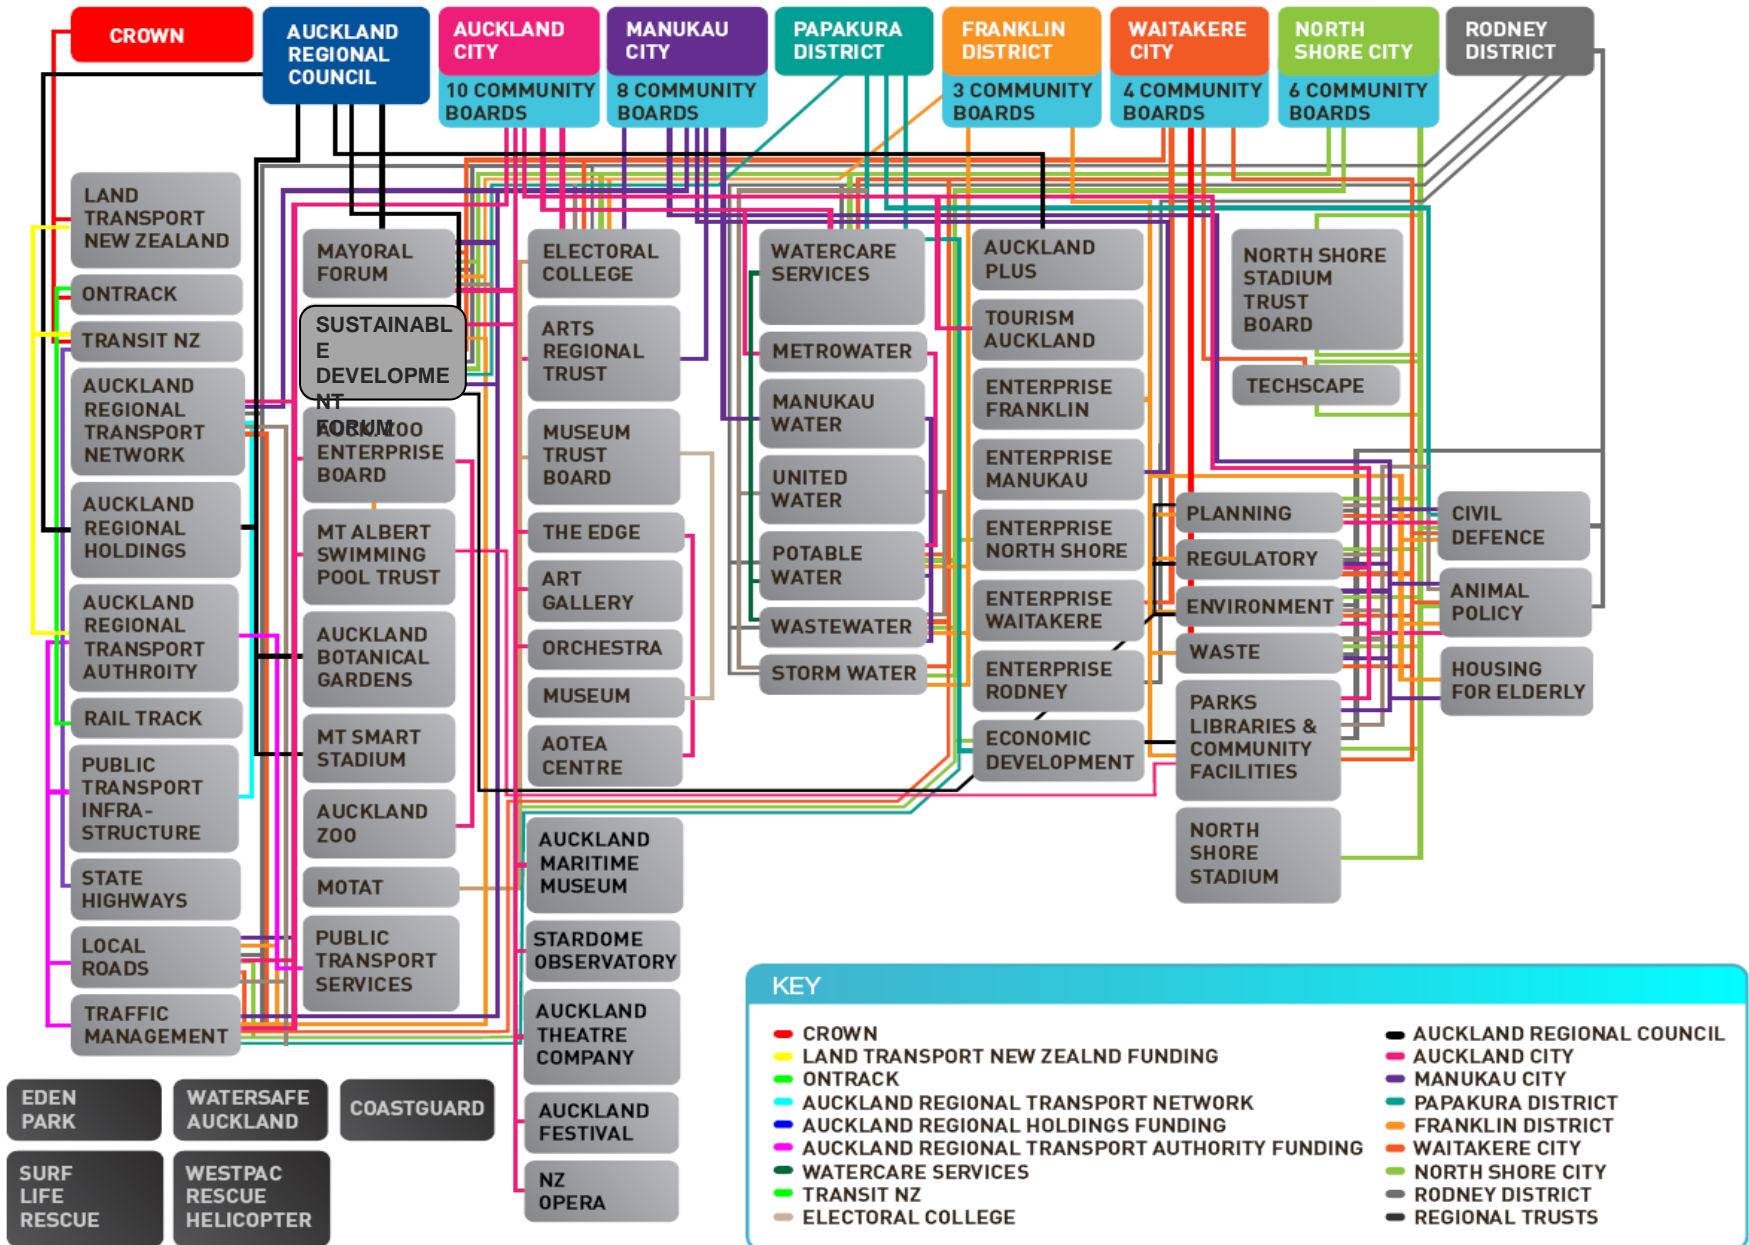 CROWN
AUCKLAND
REGIONAL
COUNCIL
AUCKLAND
CITY
10 COMMUNITY
BOARDS
MANUKAU
CITY
8 COMMUNITY
BOARDS
PAPAKURA
DISTRICT
FRANKLIN
DISTRICT
3 COMMUNITY
BOARDS
WAITAKERE
CITY
4 COMMUNITY
BOARDS
NORTH
SHORE CITY
6 COMMUNITY
BOARDS
RODNEY
DISTRICT
LAND
TRANSPORT
NEW ZEALAND
ONTRACK
TRANSIT NZ
AUCKLAND
REGIONAL
TRANSPORT
NETWORK
AUCKLAND
REGIONAL
HOLDINGS
AUCKLAND
REGIONAL
TRANSPORT
AUTHROITY
RAIL TRACK
PUBLIC
TRANSPORT
INFRA-
STRUCTURE
STATE
HIGHWAYS
LOCAL
ROADS
TRAFFIC
MANAGEMENT
MAYORAL
FORUM
SUSTAINABL
E
DEVELOPME
NT
FORUM
AUCK. ZOO
ENTERPRISE
BOARD
MT ALBERT
SWIMMING
POOL TRUST
AUCKLAND
BOTANICAL
GARDENS
MT SMART
STADIUM
AUCKLAND
ZOO
MOTAT
PUBLIC
TRANSPORT
SERVICES
ELECTORAL
COLLEGE
ARTS
REGIONAL
TRUST
MUSEUM
TRUST
BOARD
THE EDGE
ART
GALLERY
ORCHESTRA
MUSEUM
AOTEA
CENTRE
AUCKLAND
MARITIME
MUSEUM
STARDOME
OBSERVATORY
AUCKLAND
THEATRE
COMPANY
AUCKLAND
FESTIVAL
NZ
OPERA
WATERCARE
SERVICES
METROWATER
MANUKAU
WATER
UNITED
WATER
POTABLE
WATER
WASTEWATER
STORM WATER
AUCKLAND
PLUS
TOURISM
AUCKLAND
ENTERPRISE
FRANKLIN
ENTERPRISE
MANUKAU
ENTERPRISE
NORTH SHORE
ENTERPRISE
WAITAKERE
ENTERPRISE
RODNEY
ECONOMIC
DEVELOPMENT
NORTH SHORE
STADIUM
TRUST
BOARD
TECHSCAPE
PLANNING
REGULATORY
ENVIRONMENT
WASTE
PARKS
LIBRARIES &
COMMUNITY
FACILITIES
NORTH
SHORE
STADIUM
CIVIL
DEFENCE
ANIMAL
POLICY
HOUSING
FOR ELDERLY
EDEN
PARK
WATERSAFE
AUCKLAND
COASTGUARD
SURF
LIFE
RESCUE
WESTPAC
RESCUE
HELICOPTER
KEY
CROWN
LAND TRANSPORT NEW ZEALND FUNDING
ONTRACK
AUCKLAND REGIONAL TRANSPORT NETWORK
AUCKLAND REGIONAL HOLDINGS FUNDING
AUCKLAND REGIONAL TRANSPORT AUTHORITY FUNDING
WATERCARE SERVICES
TRANSIT NZ
ELECTORAL COLLEGE
AUCKLAND REGIONAL COUNCIL
AUCKLAND CITY
MANUKAU CITY
PAPAKURA DISTRICT
FRANKLIN DISTRICT
WAITAKERE CITY
NORTH SHORE CITY
RODNEY DISTRICT
REGIONAL TRUSTS